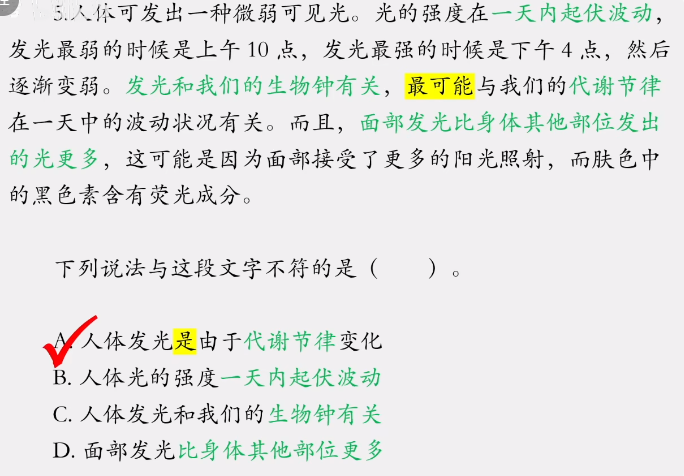 5.人体可发出一种微弱可见光。光的强度在一天内起伏波动，
发光最弱的时候是上午 10 点，发光最强的时候是下午 4 点，然后
逐渐变弱。发光和我们的生物钟有关，最可能与我们的代谢节律
在一天中的波动状况有关。而且，面部发光比身体其他部位发出
的光更多，这可能是因为面部接受了更多的阳光照射，而肤色中
的黑色素含有荧光成分。
下列说法与这段文字不符的是（　　）。
A. 人体发光是由于代谢节律变化
B. 人体光的强度一天内起伏波动
C. 人体发光和我们的生物钟有关
D. 面部发光比身体其他部位更多